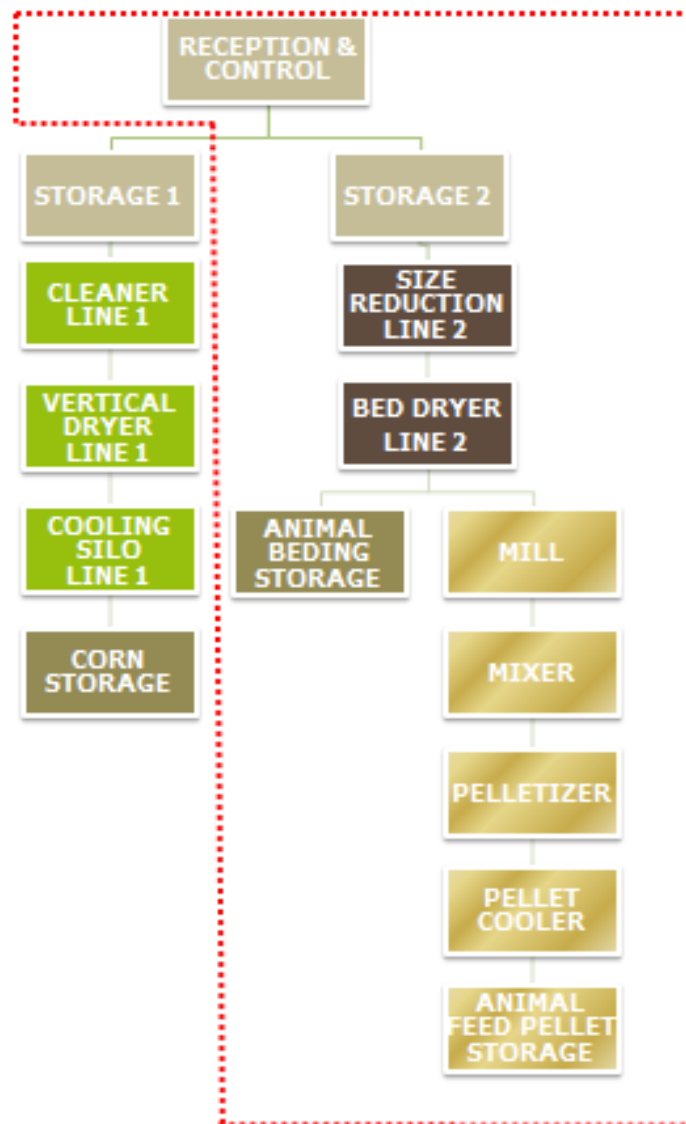 RECEPTION &
CONTROL
STORAGE 1
STORAGE 2
CLEANER
LINE 1
SIZE
REDUCTION
LINE 2
VERTICAL
DRYER
LINE 1
BED DRYER
LINE 2
COOLING
SILO
LINE 1
ANIMAL
BEDING
STORAGE
MILL
CORN
STORAGE
MIXER
PELLETIZER
PELLET
COOLER
ANIMAL
FEED PELLET
STORAGE